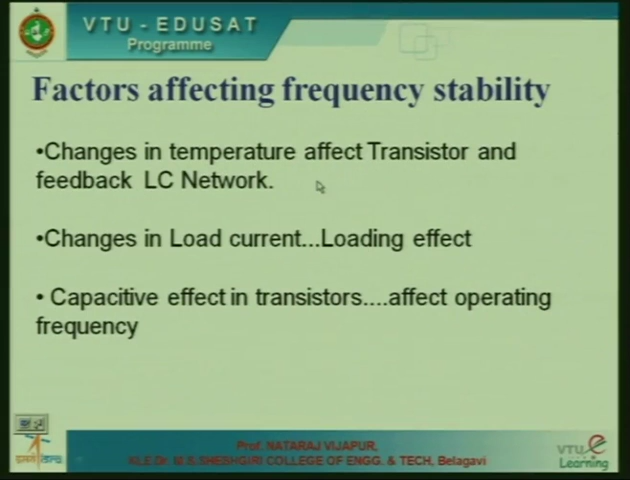 VTU - EDUSAT
Programme
Factors affecting frequency stability
•Changes in temperature affect Transistor and
feedback LC Network.
•Changes in Load current...Loading effect
• Capacitive effect in transistors....affect operating
frequency
Prof. NATARAJ VIJAPUR,
KLE.Dr. M.S.SHESHGIRI COLLEGE OF ENGG. & TECH, Belagavi
VTU e
Learning